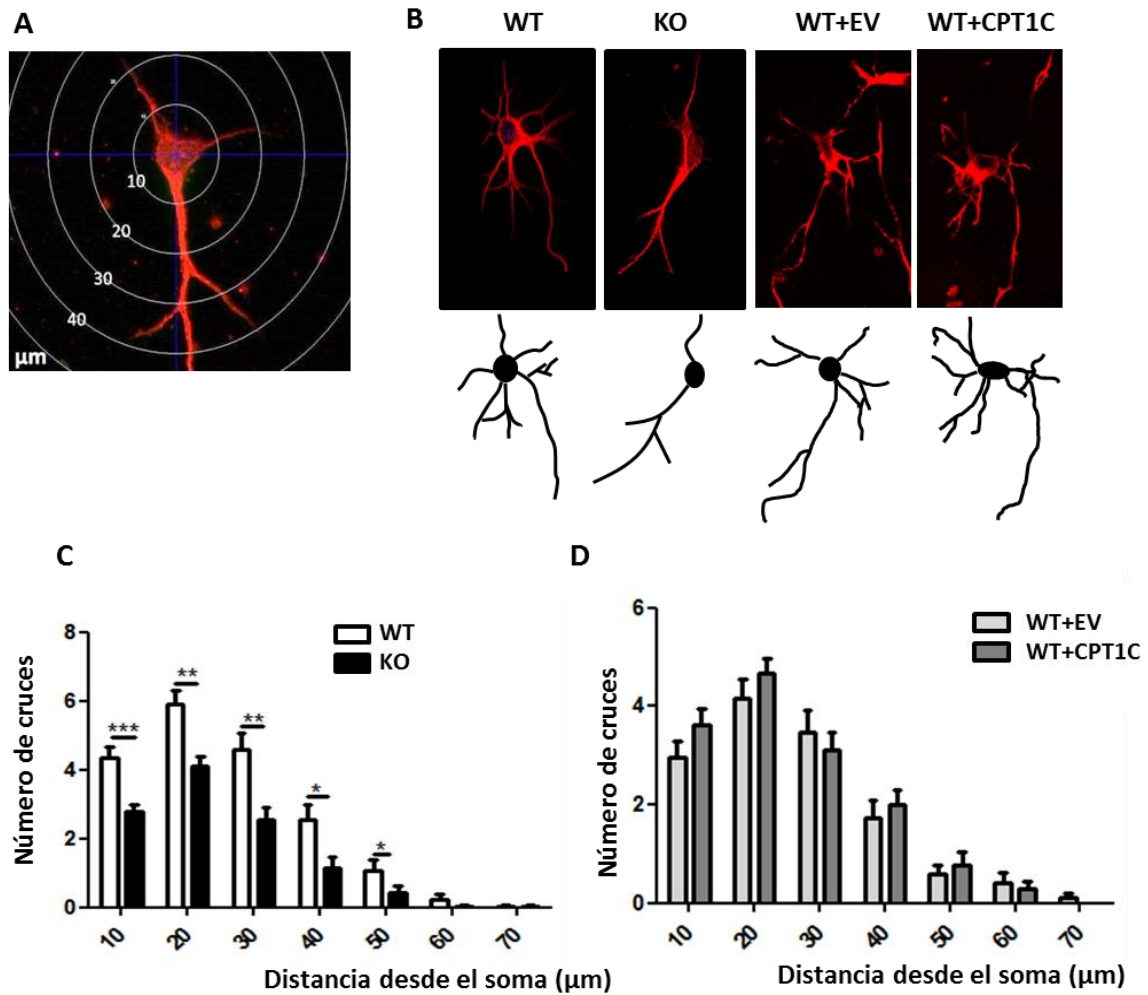 A
10
20
30
40
µm
B
WT
KO
WT+EV
WT+CPT1C
C
Número de cruces
8
6
4
2
0
WT
KO
***
**
**
*
*
10
20
30
40
50
60
70
Distancia desde el soma (µm)
D
Número de cruces
6
4
2
0
WT+EV
WT+CPT1C
10
20
30
40
50
60
70
Distancia desde el soma (µm)